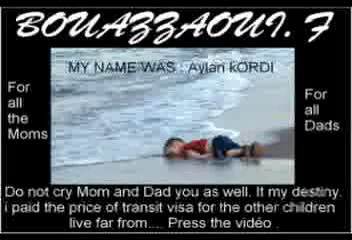 BOUAZZAOUI. F
MY NAME WAS : Aylan kORDI
For
all
the
Moms
For
all
Dads
Do not cry Mom and Dad you as well. It my destiny.
i paid the price of transit visa for the other children
live far from.... Press the vidéo .